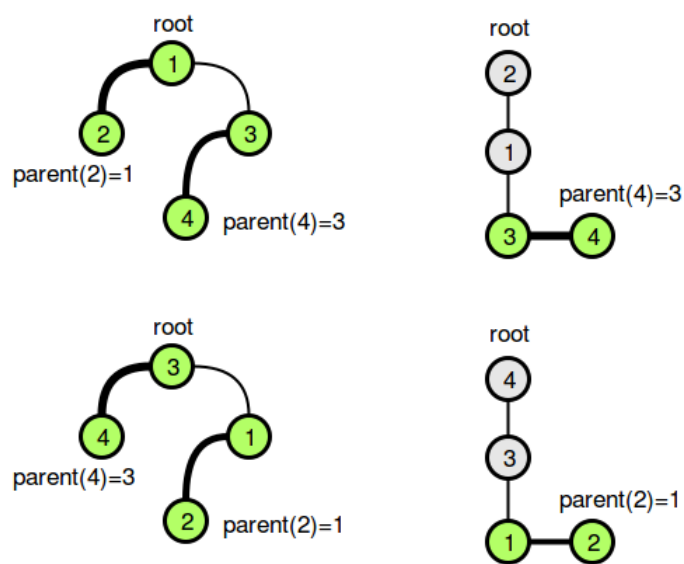 root
1
2
3
parent(2)=1
4
parent(4)=3
root
2
1
parent(4)=3
3
4
root
3
4
1
parent(4)=3
2
parent(2)=1
root
4
3
parent(2)=1
1
2